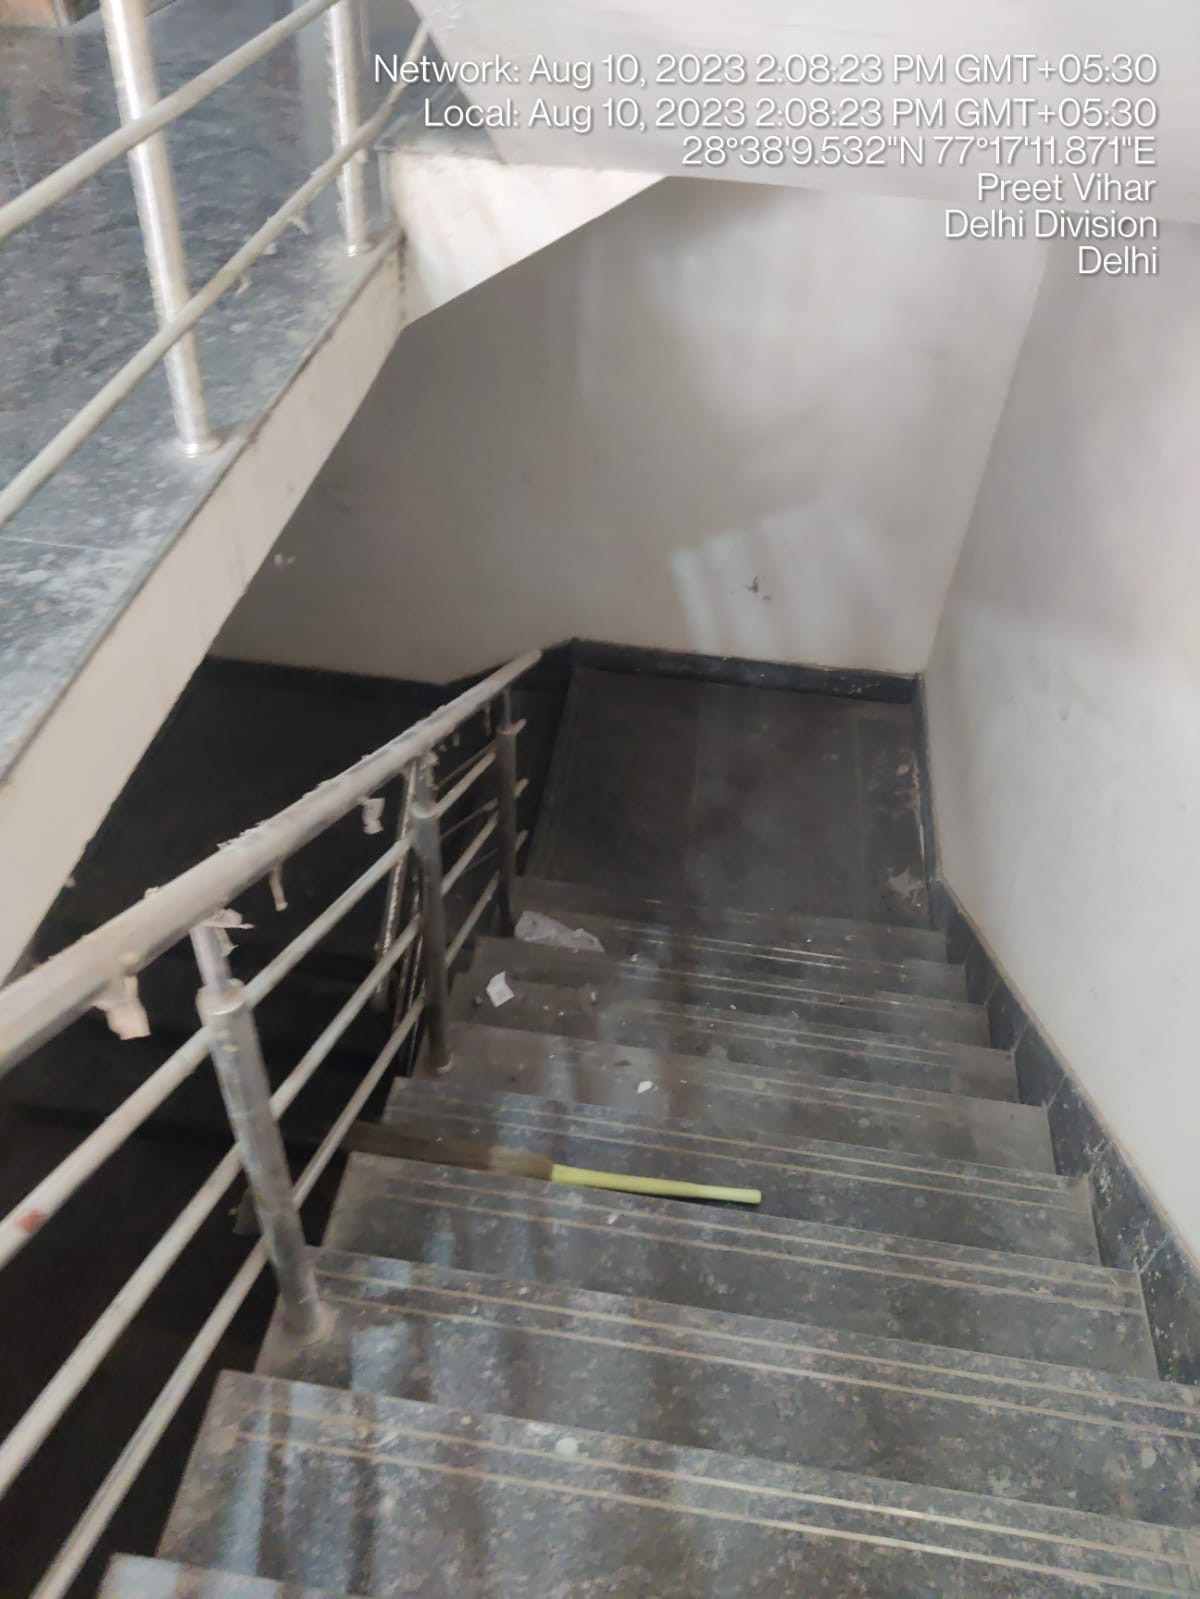 Network: Aug 10, 2023 2:08:23 PM GMT+05:30
Local: Aug 10, 2023 2:08:23 PM GMT+05:30
28°38'9.532"N 77°17'11.871"E
Preet Vihar
Delhi Division
Delhi